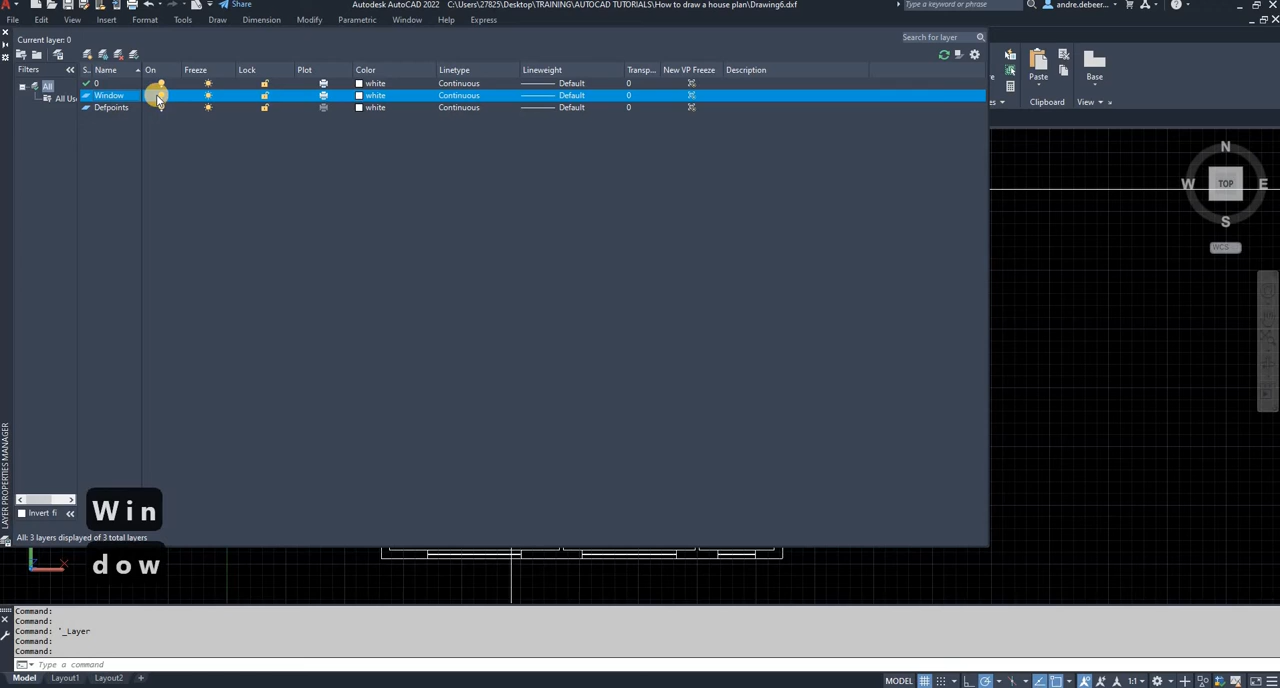 Share
Autodesk AutoCAD 2022 C:\Users\27825\Desktop\TRAINING\AUTOCAD TUTORIALS\How to draw a house plan\Drawing6.dxf
Type a keyword or phrase
andre.debeer...
File Edit View Insert Format Tools Draw Dimension Modify Parametric Window Help Express
Current layer: 0
Search for layer
Filters
S.. Name On Freeze Lock Plot Color Linetype Lineweight Transp... New VP Freeze Description
All
All Us
0 white Continuous Default 0
Window white Continuous Default 0
Defpoints white Continuous Default 0
Paste
Base
Clipboard
View
N
W
TOP
E
S
WCS
LAYER PROPERTIES MANAGER
Invert fi
All: 3 layers displayed of 3 total layers
Win
dow
Command:
Command:
Command: '_Layer
Command:
Command:
Type a command
Model Layout1 Layout2 +
MODEL
1:1